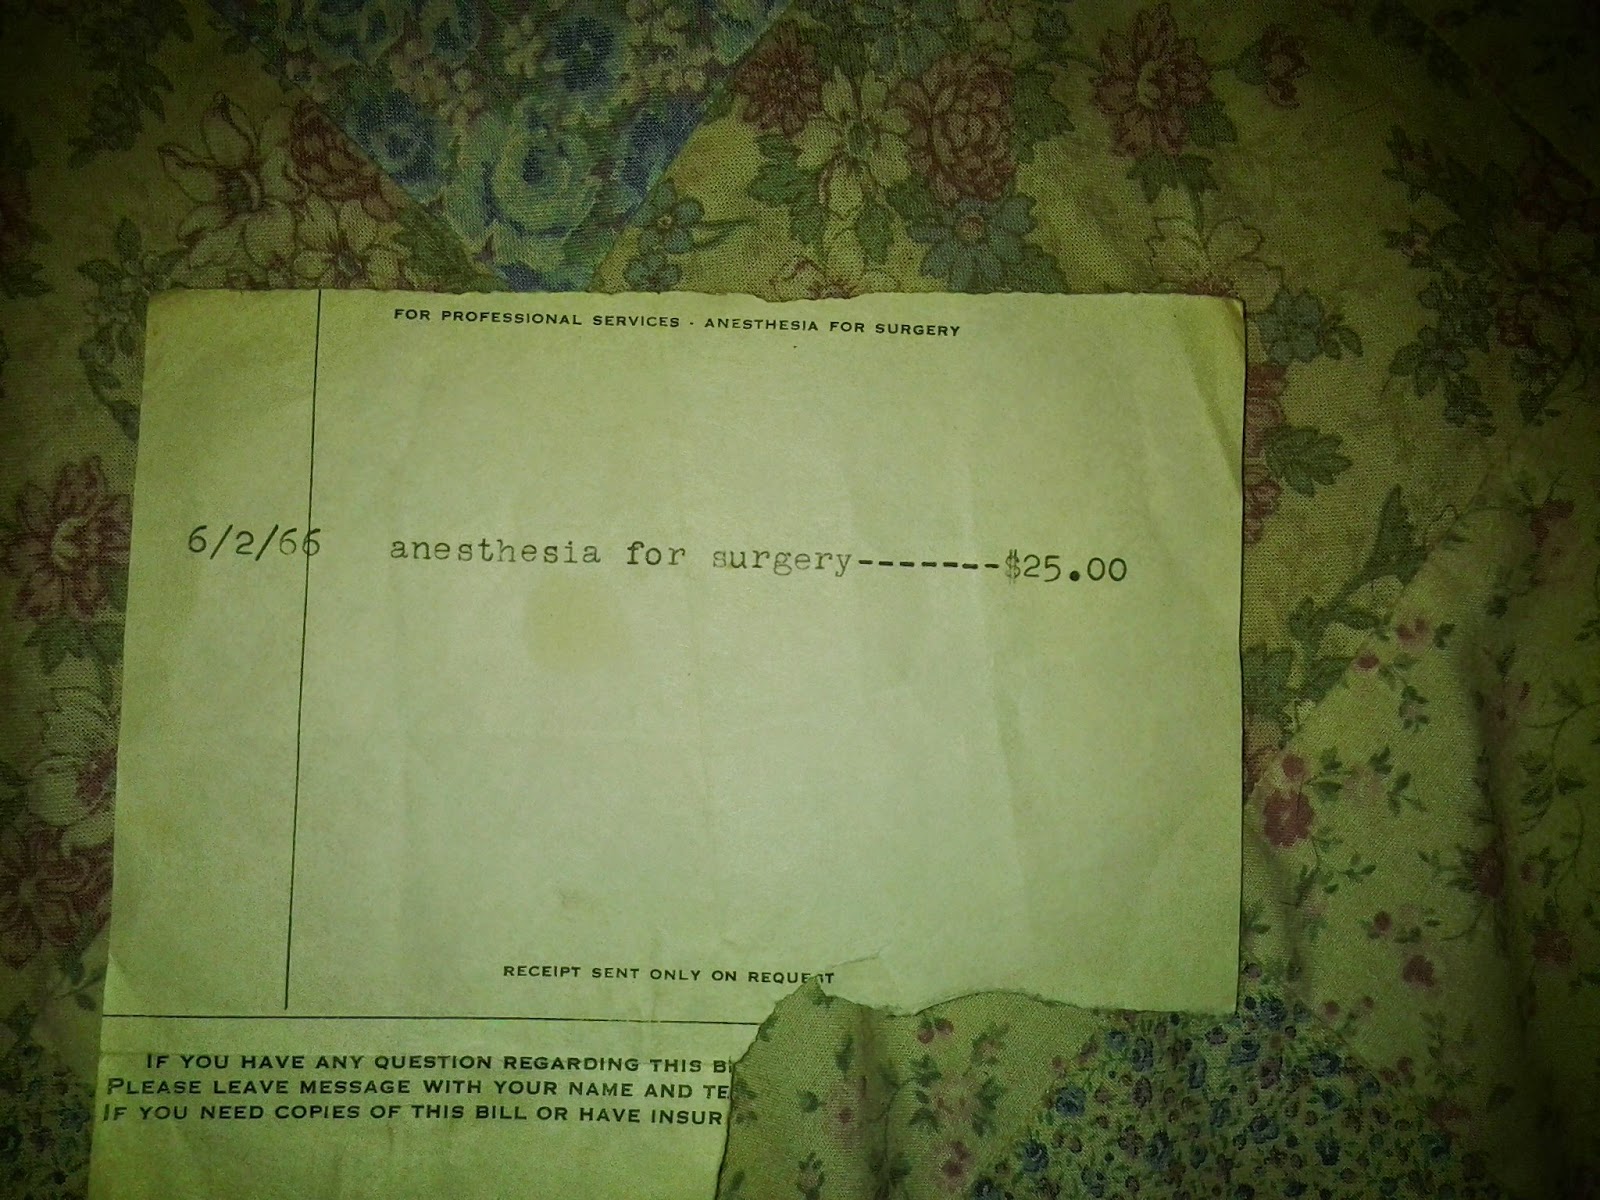 FOR PROFESSIONAL SERVICES · ANESTHESIA FOR SURGERY
6/2/66 anesthesia for surgery-------$25.00
RECEIPT SENT ONLY ON REQUEST
IF YOU HAVE ANY QUESTION REGARDING THIS
PLEASE LEAVE MESSAGE WITH YOUR NAME AND
IF YOU NEED COPIES OF THIS BILL OR HAVE